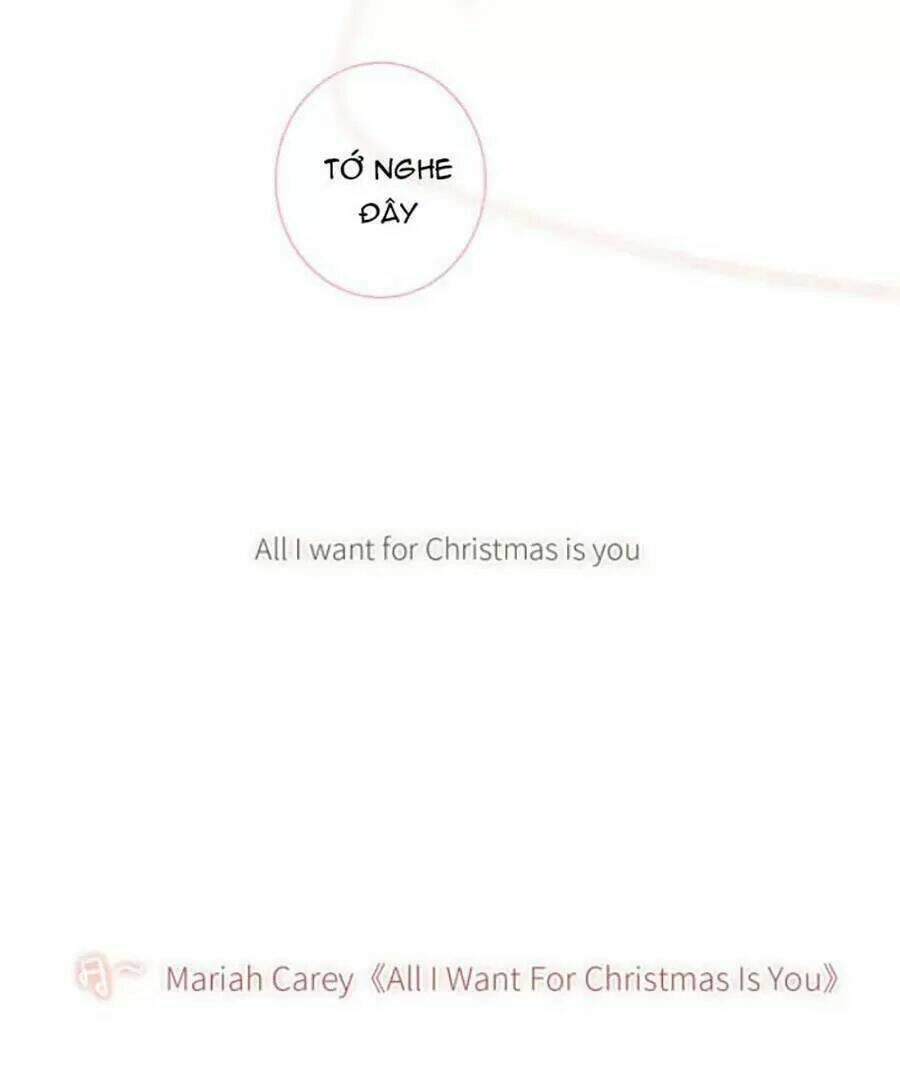 TỚ NGHE
ĐÂY
All I want for Christmas is you
Mariah Carey《All I Want For Christmas Is You》